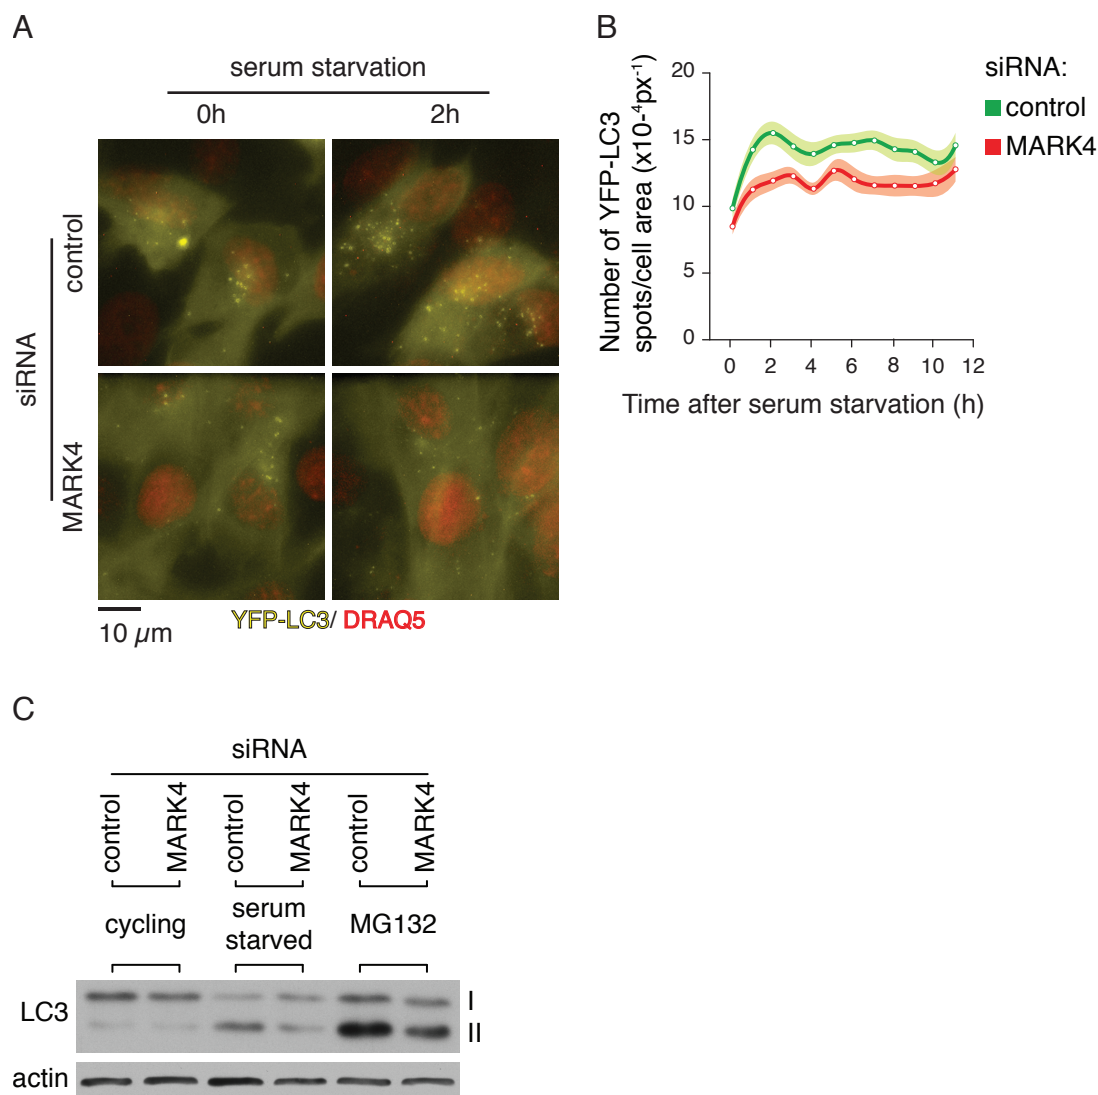 A
serum starvation
0h
2h
siRNA
control
MARK4
10 µm
YFP-LC3/ DRAQ5
B
Number of YFP-LC3
spots/cell area (x10-⁴px⁻¹)
20
15
10
5
0
0 2 4 6 8 10 12
Time after serum starvation (h)
siRNA:
control
MARK4
C
siRNA
control MARK4 control MARK4 control MARK4
cycling
serum
starved
MG132
LC3
I
II
actin